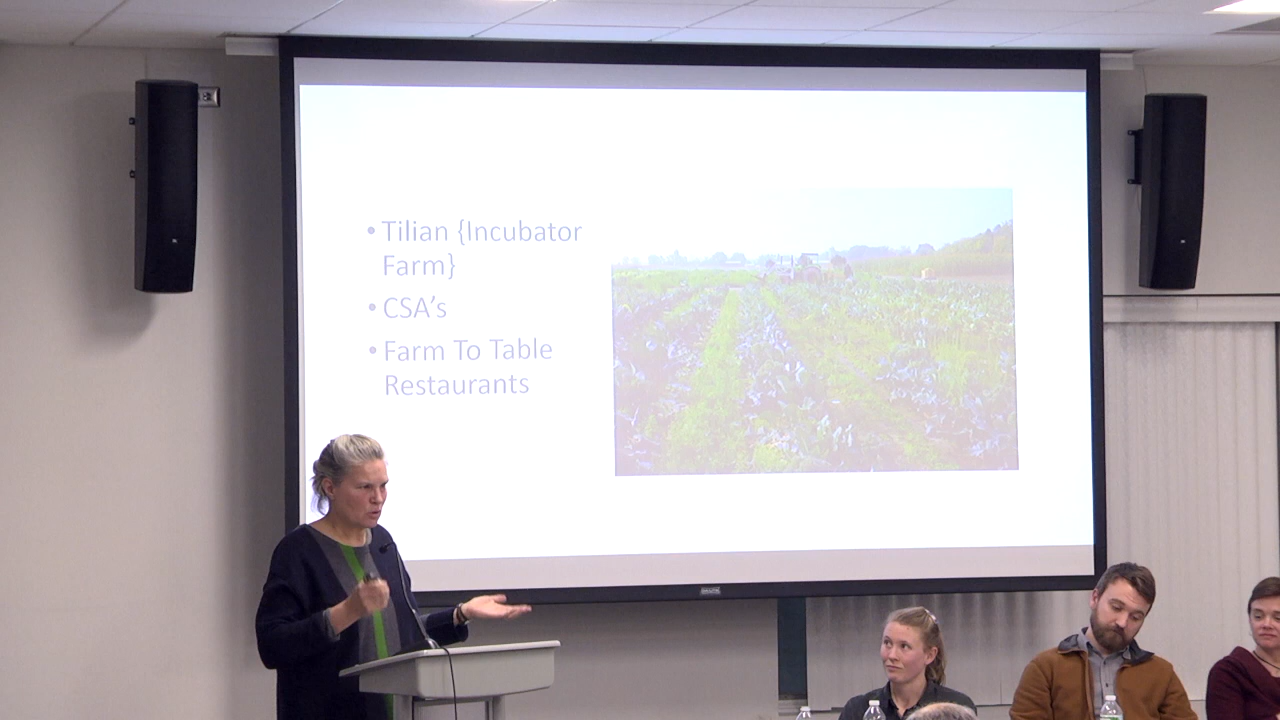 • Tilian {Incubator
Farm}
• CSA's
• Farm To Table
Restaurants